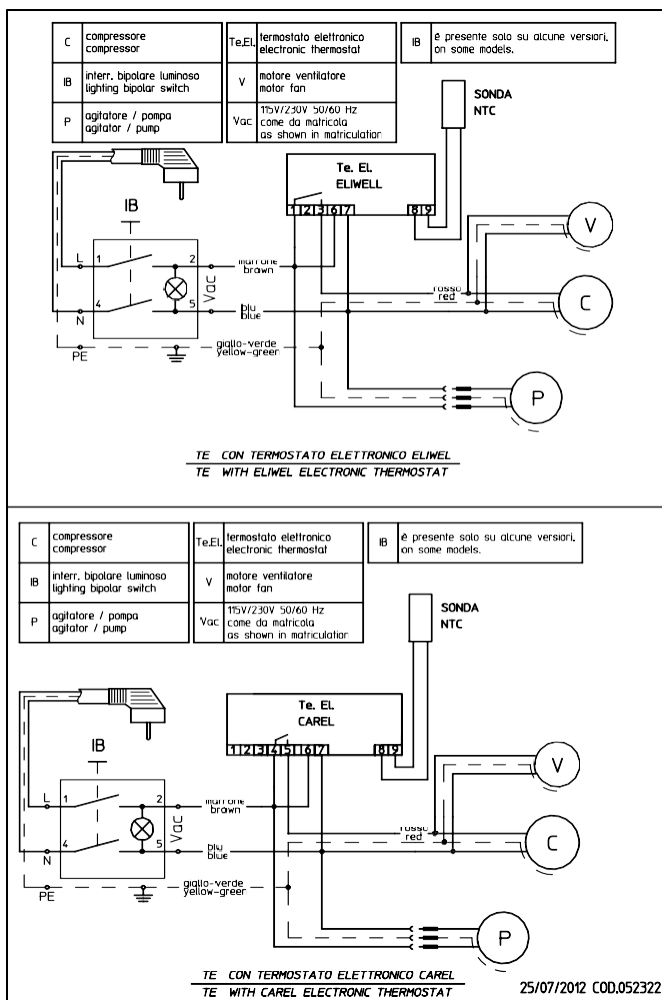 C
compressore
compressor
Te.El.
termostato elettronico
electronic thermostat
IB
é presente solo su alcune versiori.
on some models.
IB
interr. bipolare luminoso
lighting bipolar switch
V
motore ventilatore
motor fan
P
agitatore / pompa
agitator / pump
Vac
115V/230V 50/60 Hz
come da matricola
as shown in matriculatior
SONDA
NTC
Te. El.
ELIWELL
1 2 3 6 7
8 9
IB
V
L
1
2
marrone
brown
Vac
rosso
red
C
4
5
N
blu
blue
PE
giallo-verde
yellow-green
P
TE CON TERMOSTATO ELETTRONICO ELIWEL
TE WITH ELIWEL ELECTRONIC THERMOSTAT
C
compressore
compressor
Te.El.
termostato elettronico
electronic thermostat
IB
é presente solo su alcune versiori.
on some models.
IB
interr. bipolare luminoso
lighting bipolar switch
V
motore ventilatore
motor fan
P
agitatore / pompa
agitator / pump
Vac
115V/230V 50/60 Hz
come da matricola
as shown in matriculatior
SONDA
NTC
Te. El.
CAREL
1 2 3 4 5 6 7
8 9
IB
V
L
1
2
marrone
brown
Vac
rosso
red
C
4
5
N
blu
blue
PE
giallo-verde
yellow-green
P
TE CON TERMOSTATO ELETTRONICO CAREL
TE WITH CAREL ELECTRONIC THERMOSTAT
25/07/2012 COD.052322